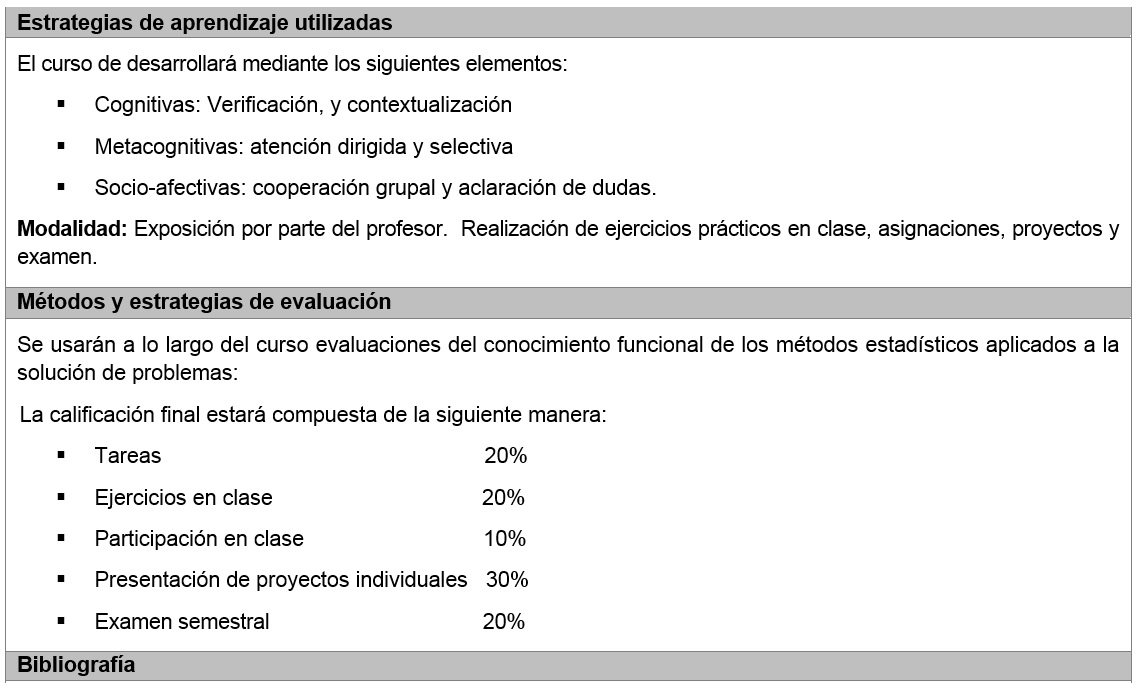 Estrategias de aprendizaje utilizadas
El curso de desarrollará mediante los siguientes elementos:
▪ Cognitivas: Verificación, y contextualización
▪ Metacognitivas: atención dirigida y selectiva
▪ Socio-afectivas: cooperación grupal y aclaración de dudas.
Modalidad: Exposición por parte del profesor. Realización de ejercicios prácticos en clase, asignaciones, proyectos y
examen.
Métodos y estrategias de evaluación
Se usarán a lo largo del curso evaluaciones del conocimiento funcional de los métodos estadísticos aplicados a la
solución de problemas:
La calificación final estará compuesta de la siguiente manera:
▪ Tareas 20%
▪ Ejercicios en clase 20%
▪ Participación en clase 10%
▪ Presentación de proyectos individuales 30%
▪ Examen semestral 20%
Bibliografía